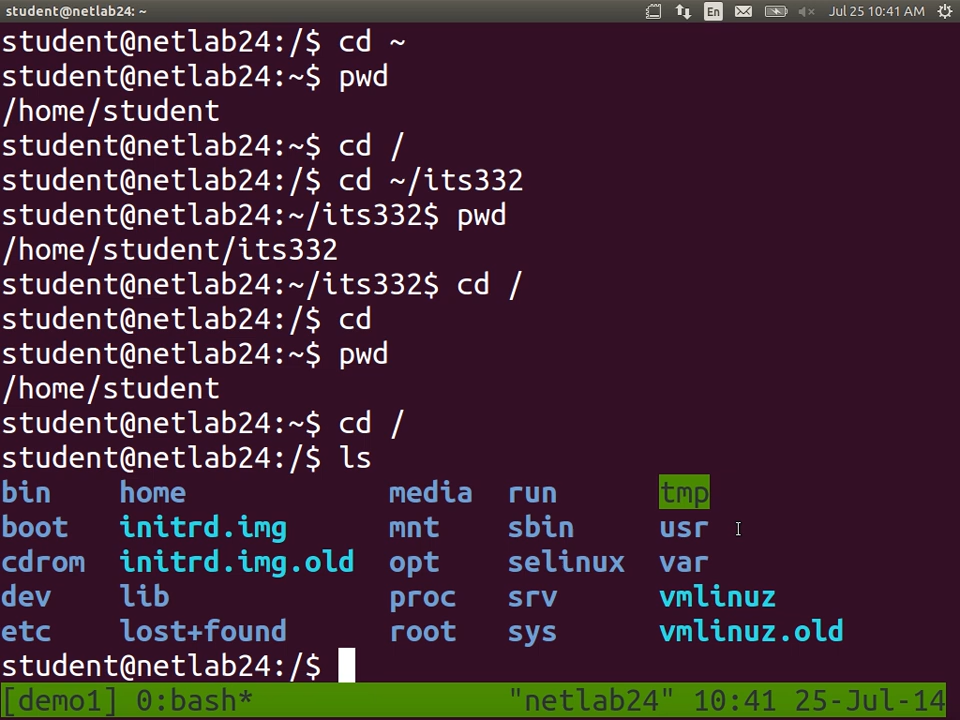 student@netlab24: ~ En Jul 25 10:41 AM
student@netlab24:/$ cd ~
student@netlab24:~$ pwd
/home/student
student@netlab24:~$ cd /
student@netlab24:/$ cd ~/its332
student@netlab24:~/its332$ pwd
/home/student/its332
student@netlab24:~/its332$ cd /
student@netlab24:/$ cd
student@netlab24:~$ pwd
/home/student
student@netlab24:~$ cd /
student@netlab24:/$ ls
bin home media run tmp
boot initrd.img mnt sbin usr
cdrom initrd.img.old opt selinux var
dev lib proc srv vmlinuz
etc lost+found root sys vmlinuz.old
student@netlab24:/$
[demo1] 0:bash* "netlab24" 10:41 25-Jul-14